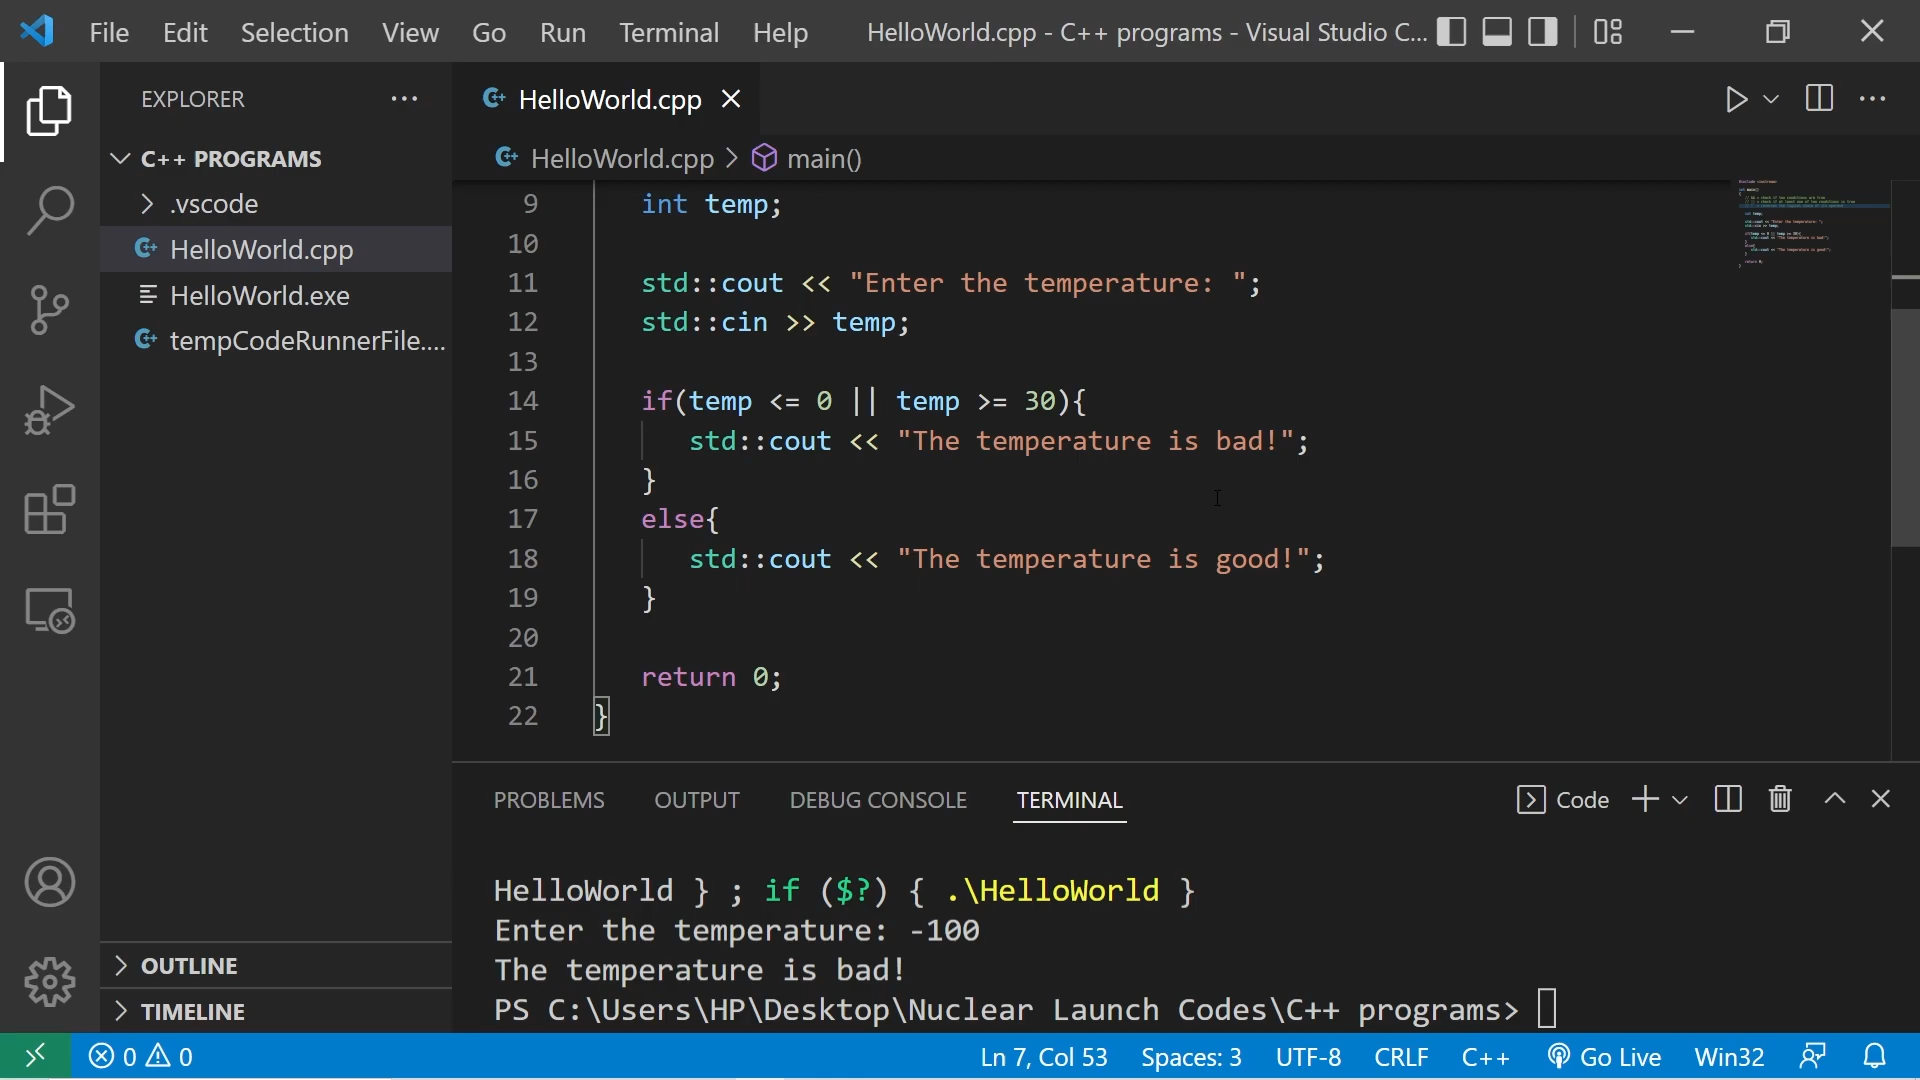 File Edit Selection View Go Run Terminal Help HelloWorld.cpp - C++ programs - Visual Studio C...
EXPLORER
C++ PROGRAMS
.vscode
HelloWorld.cpp
HelloWorld.exe
tempCodeRunnerFile....
OUTLINE
TIMELINE
HelloWorld.cpp
HelloWorld.cpp > main()
9 int temp;
10
11 std::cout << "Enter the temperature: ";
12 std::cin >> temp;
13
14 if(temp <= 0 || temp >= 30){
15 std::cout << "The temperature is bad!";
16 }
17 else{
18 std::cout << "The temperature is good!";
19 }
20
21 return 0;
22 }
PROBLEMS OUTPUT DEBUG CONSOLE TERMINAL Code
HelloWorld } ; if ($?) { .\HelloWorld }
Enter the temperature: -100
The temperature is bad!
PS C:\Users\HP\Desktop\Nuclear Launch Codes\C++ programs>
0 0 Ln 7, Col 53 Spaces: 3 UTF-8 CRLF C++ Go Live Win32